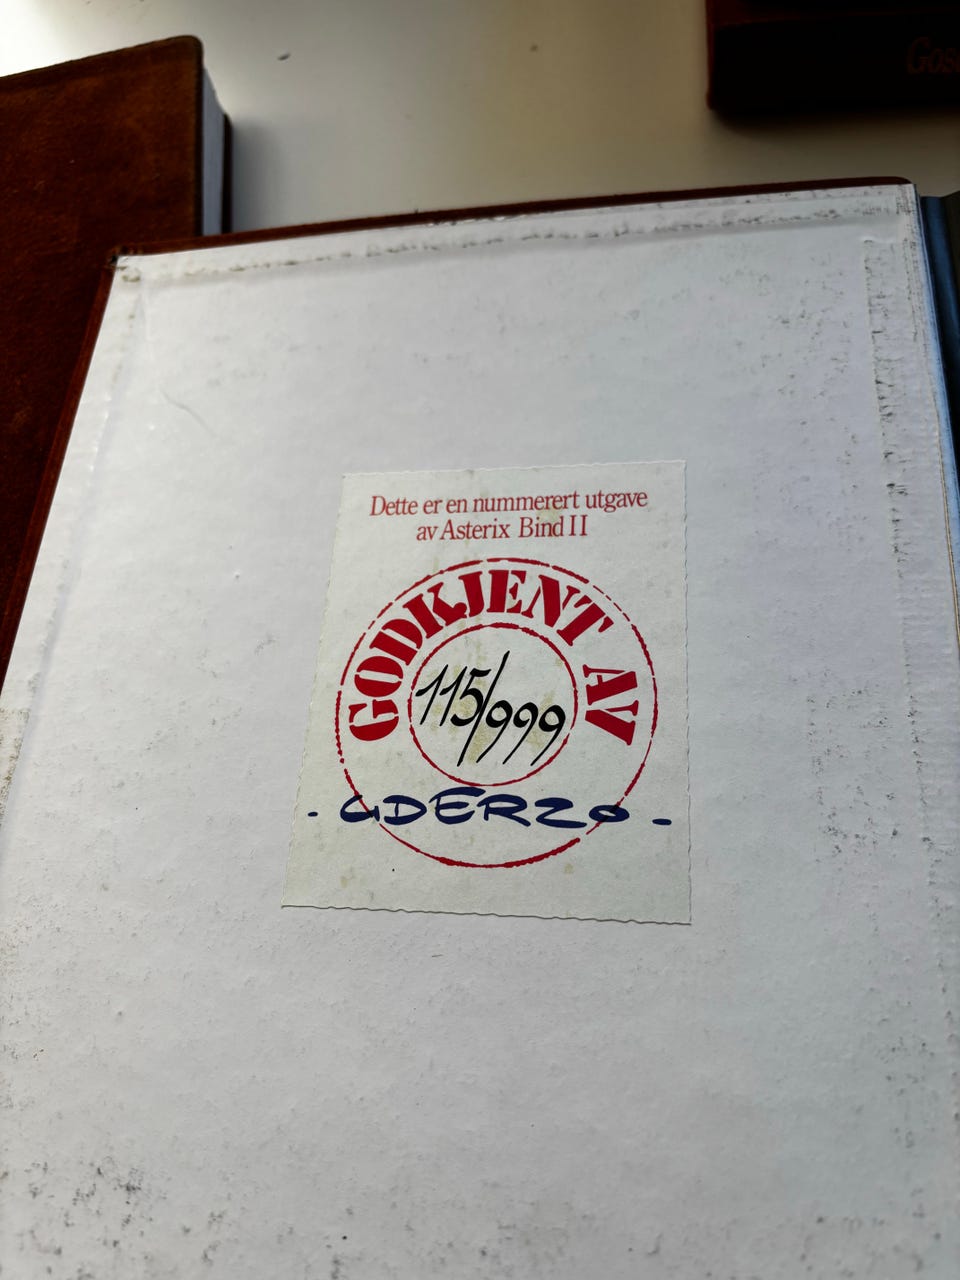 Dette er en nummerert utgave
av Asterix Bind II
GODKJENT AV
115/999
- UDERZO -